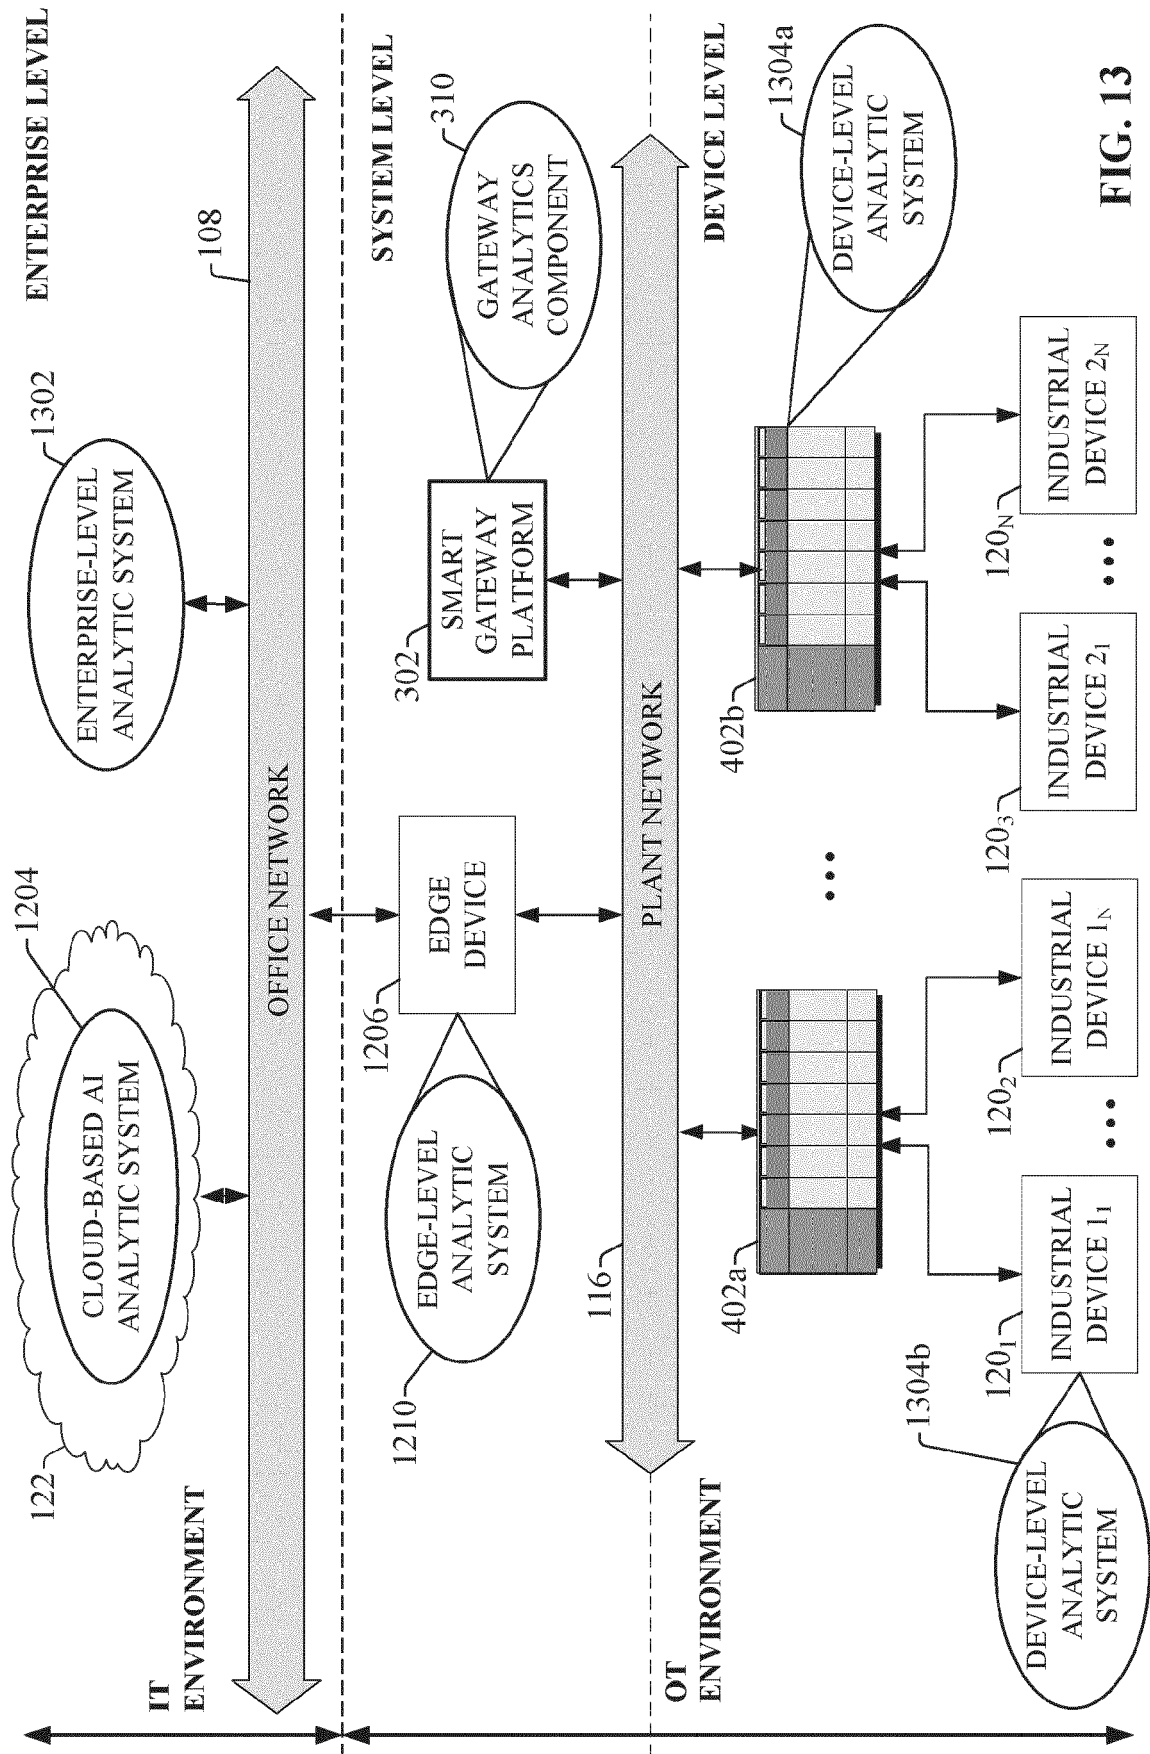 ENTERPRISE LEVEL
1302
ENTERPRISE-LEVEL
ANALYTIC SYSTEM
1204
CLOUD-BASED AI
ANALYTIC SYSTEM
122
IT
ENVIRONMENT
108
OFFICE NETWORK
SYSTEM LEVEL
310
GATEWAY
ANALYTICS
COMPONENT
302
SMART
GATEWAY
PLATFORM
1206
EDGE
DEVICE
EDGE-LEVEL
ANALYTIC
SYSTEM
1210
116
PLANT NETWORK
OT
ENVIRONMENT
DEVICE LEVEL
1304a
DEVICE-LEVEL
ANALYTIC
SYSTEM
402a
402b
1304b
DEVICE-LEVEL
ANALYTIC
SYSTEM
120₁
INDUSTRIAL
DEVICE 1₁
120₂
INDUSTRIAL
DEVICE 1N
120₃
INDUSTRIAL
DEVICE 2₁
120N
INDUSTRIAL
DEVICE 2N
FIG. 13